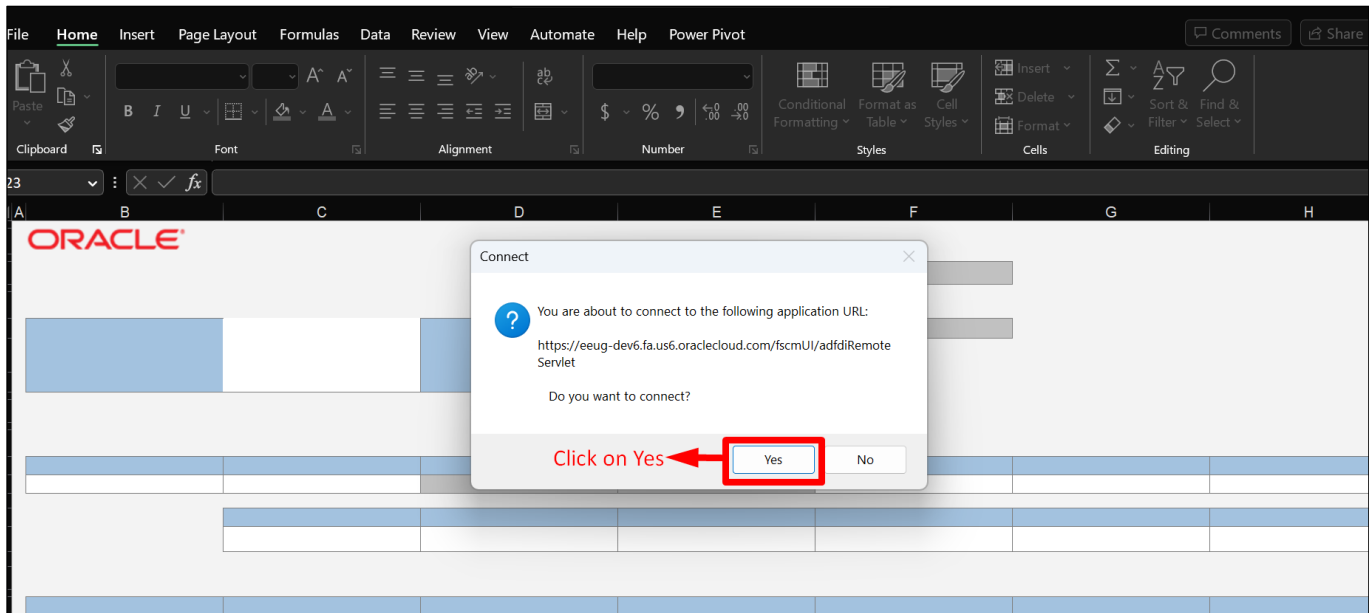 File Home Insert Page Layout Formulas Data Review View Automate Help Power Pivot Comments Share
Paste
Clipboard
A A
B I U A
Font
ab
Alignment
$ % 9 .00
Number
Conditional Formatting
Format as Table
Cell Styles
Styles
Insert
Delete
Format
Cells
Sort & Filter
Find & Select
Editing
23 fx
A B C D E F G H
ORACLE
Connect
You are about to connect to the following application URL:
https://eeug-dev6.fa.us6.oraclecloud.com/fscmUI/adfdiRemote
Servlet
Do you want to connect?
Click on Yes Yes No